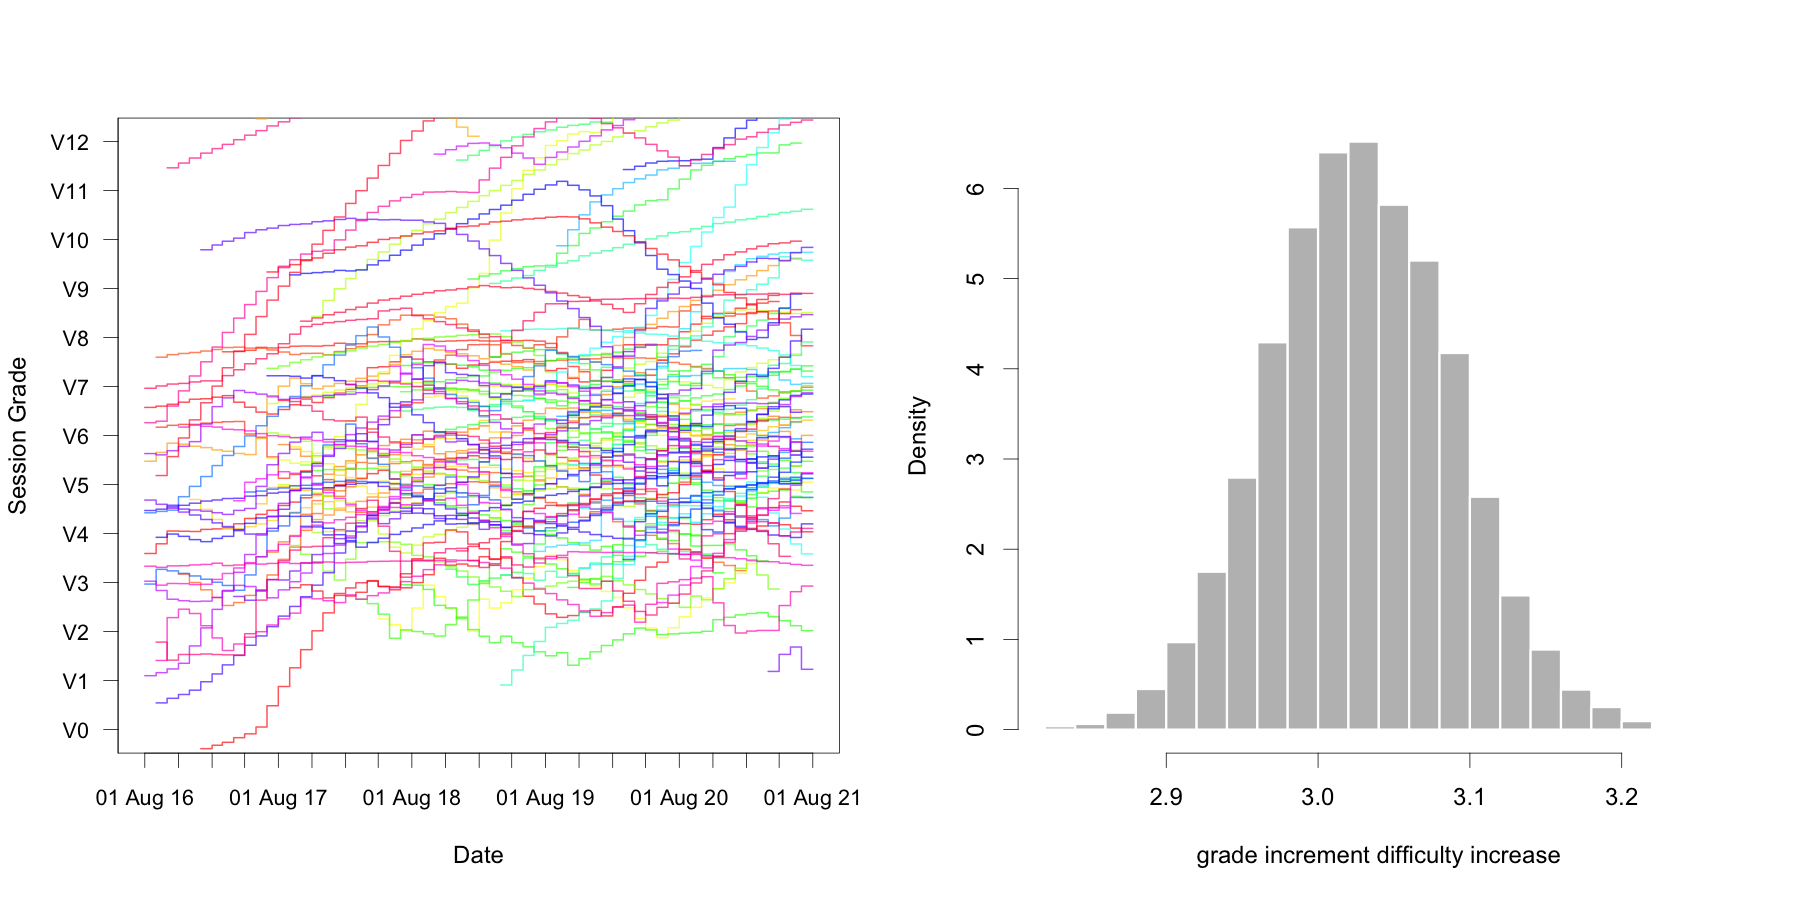 V12
V11
V10
V9
V8
V7
V6
V5
V4
V3
V2
V1
V0
Session Grade
01 Aug 16 01 Aug 17 01 Aug 18 01 Aug 19 01 Aug 20 01 Aug 21
Date
6
5
4
3
2
1
0
Density
2.9 3.0 3.1 3.2
grade increment difficulty increase